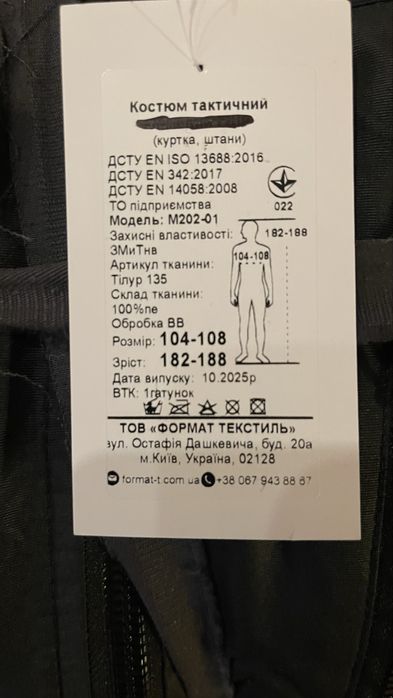 Костюм тактичний
(куртка, штани)
ДСТУ EN ISO 13688:2016
ДСТУ EN 342:2017
ДСТУ EN 14058:2008
ТО підприємства
022
Модель: М202-01
Захисні властивості:
182-188
ЗМиТнв
104-108
Артикул тканини:
Тілур 135
Склад тканини:
100%пе
Обробка ВВ
Розмір: 104-108
Зріст: 182-188
Дата випуску: 10.2025р
ВТК: 1ґатунок
ТОВ «ФОРМАТ ТЕКСТИЛЬ»
вул. Остафія Дашкевича, буд. 20а
м.Київ, Україна, 02128
format-t.com.ua +38 067 943 88 67